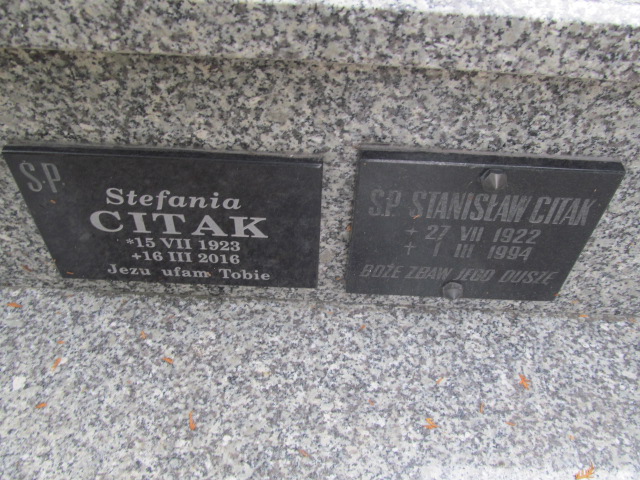 Ś.P.
Stefania
CITAK
*15 VII 1923
+16 III 2016
Jezu ufam Tobie
Ś.P. STANISŁAW CITAK
+ 27 VII 1922
+ 1 III 1994
BOŻE ZBAW JEGO DUSZĘ